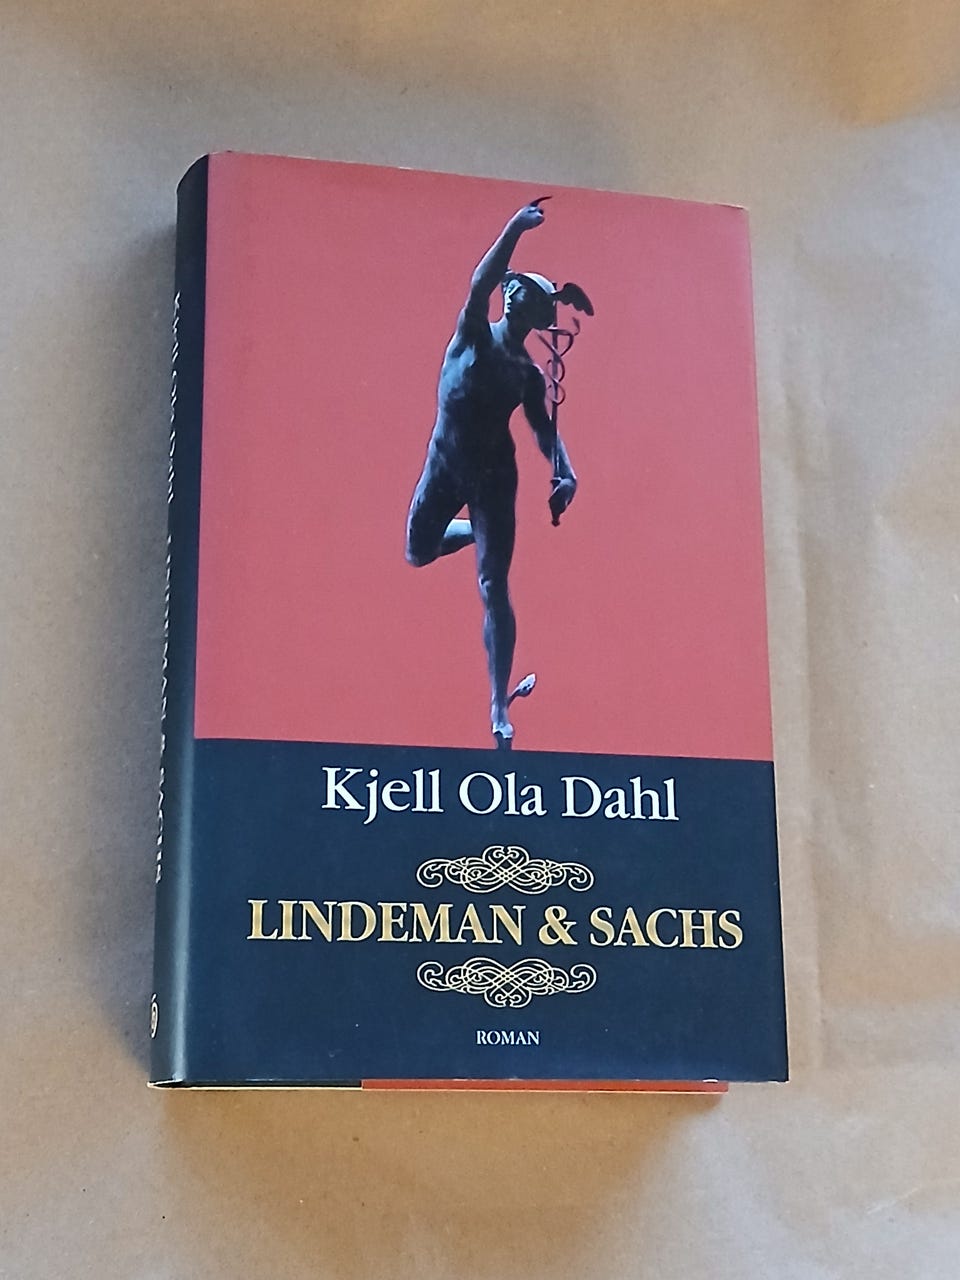 Kjell Ola Dahl
LINDEMAN & SACHS
ROMAN